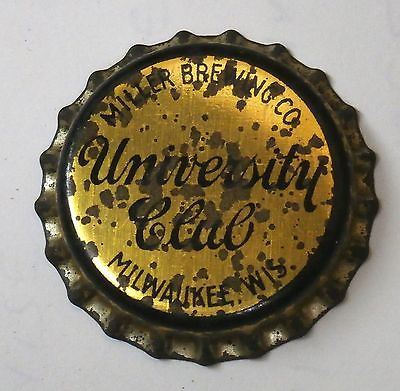 MILLER BREWING CO.
University
Club
MILWAUKEE, WIS.